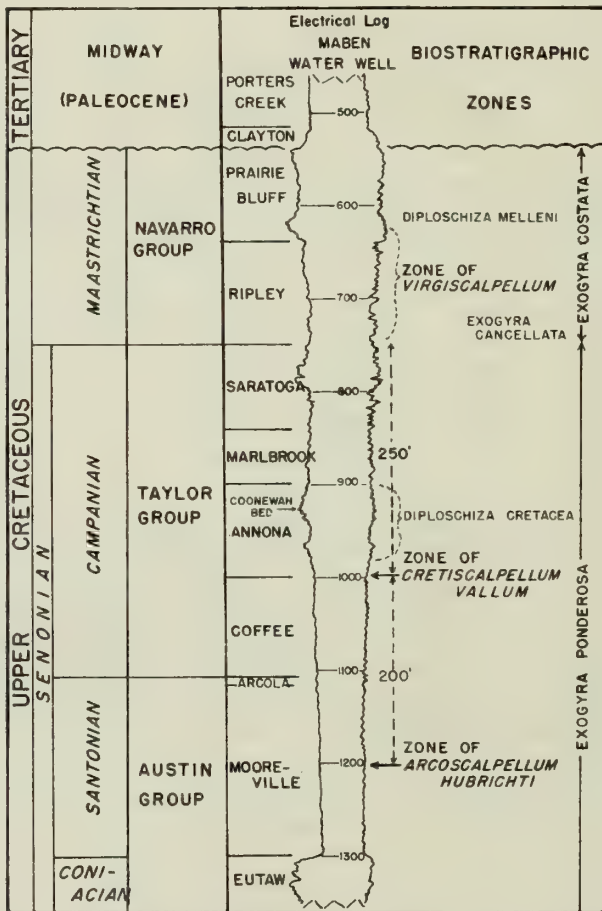 TERTIARY
MIDWAY
(PALEOCENE)
Electrical Log
MABEN
WATER WELL
BIOSTRATIGRAPHIC
ZONES
PORTERS
CREEK
500
CLAYTON
UPPER CRETACEOUS
MAASTRICHTIAN
NAVARRO
GROUP
PRAIRIE
BLUFF
600
DIPLOSCHIZA MELLENI
ZONE OF
VIRGISCALPELLUM
RIPLEY
700
EXOGYRA
CANCELLATA
EXOGYRA COSTATA
SENONIAN
CAMPANIAN
TAYLOR
GROUP
SARATOGA
800
MARLBROOK
250'
900
COONEWAH
BED
ANNONA
DIPLOSCHIZA CRETACEA
1000
ZONE OF
CRETISCALPELLUM
VALLUM
COFFEE
EXOGYRA PONDEROSA
1100
200'
ARCOLA
SANTONIAN
AUSTIN
GROUP
MOORE-
VILLE
1200
ZONE OF
ARCOSCALPELLUM
HUBRICHTI
1300
CONI-
ACIAN
EUTAW